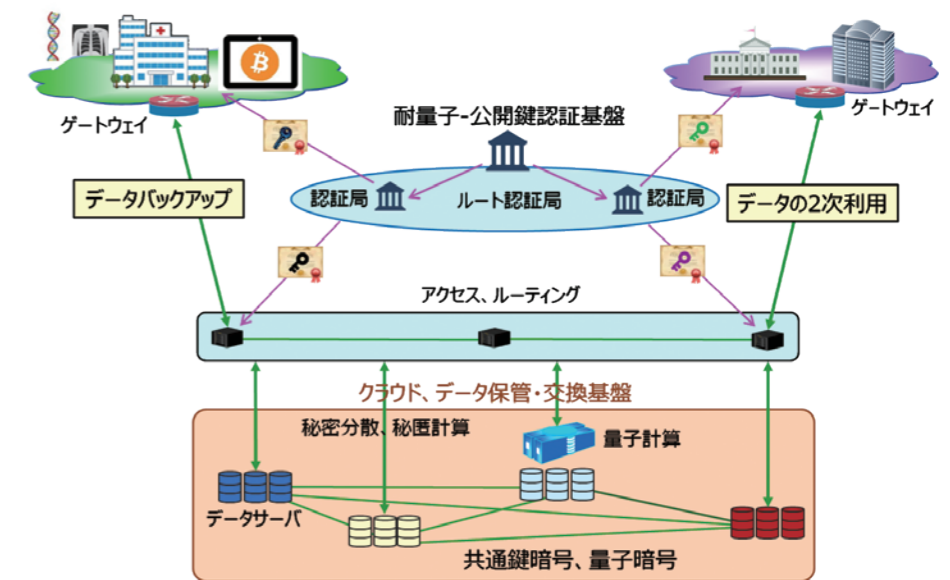 ゲートウェイ
ゲートウェイ
耐量子-公開鍵認証基盤
認証局
ルート認証局
認証局
データバックアップ
データの2次利用
アクセス、ルーティング
クラウド、データ保管・交換基盤
秘密分散、秘匿計算
量子計算
データサーバ
共通鍵暗号、量子暗号